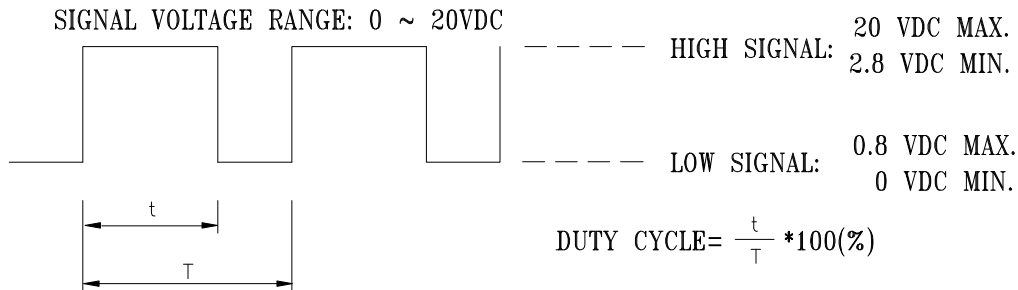 SIGNAL VOLTAGE RANGE: 0 ~ 20VDC
HIGH SIGNAL: 20 VDC MAX.
2.8 VDC MIN.
LOW SIGNAL: 0.8 VDC MAX.
0 VDC MIN.
t
T
DUTY CYCLE= t/T *100(%)